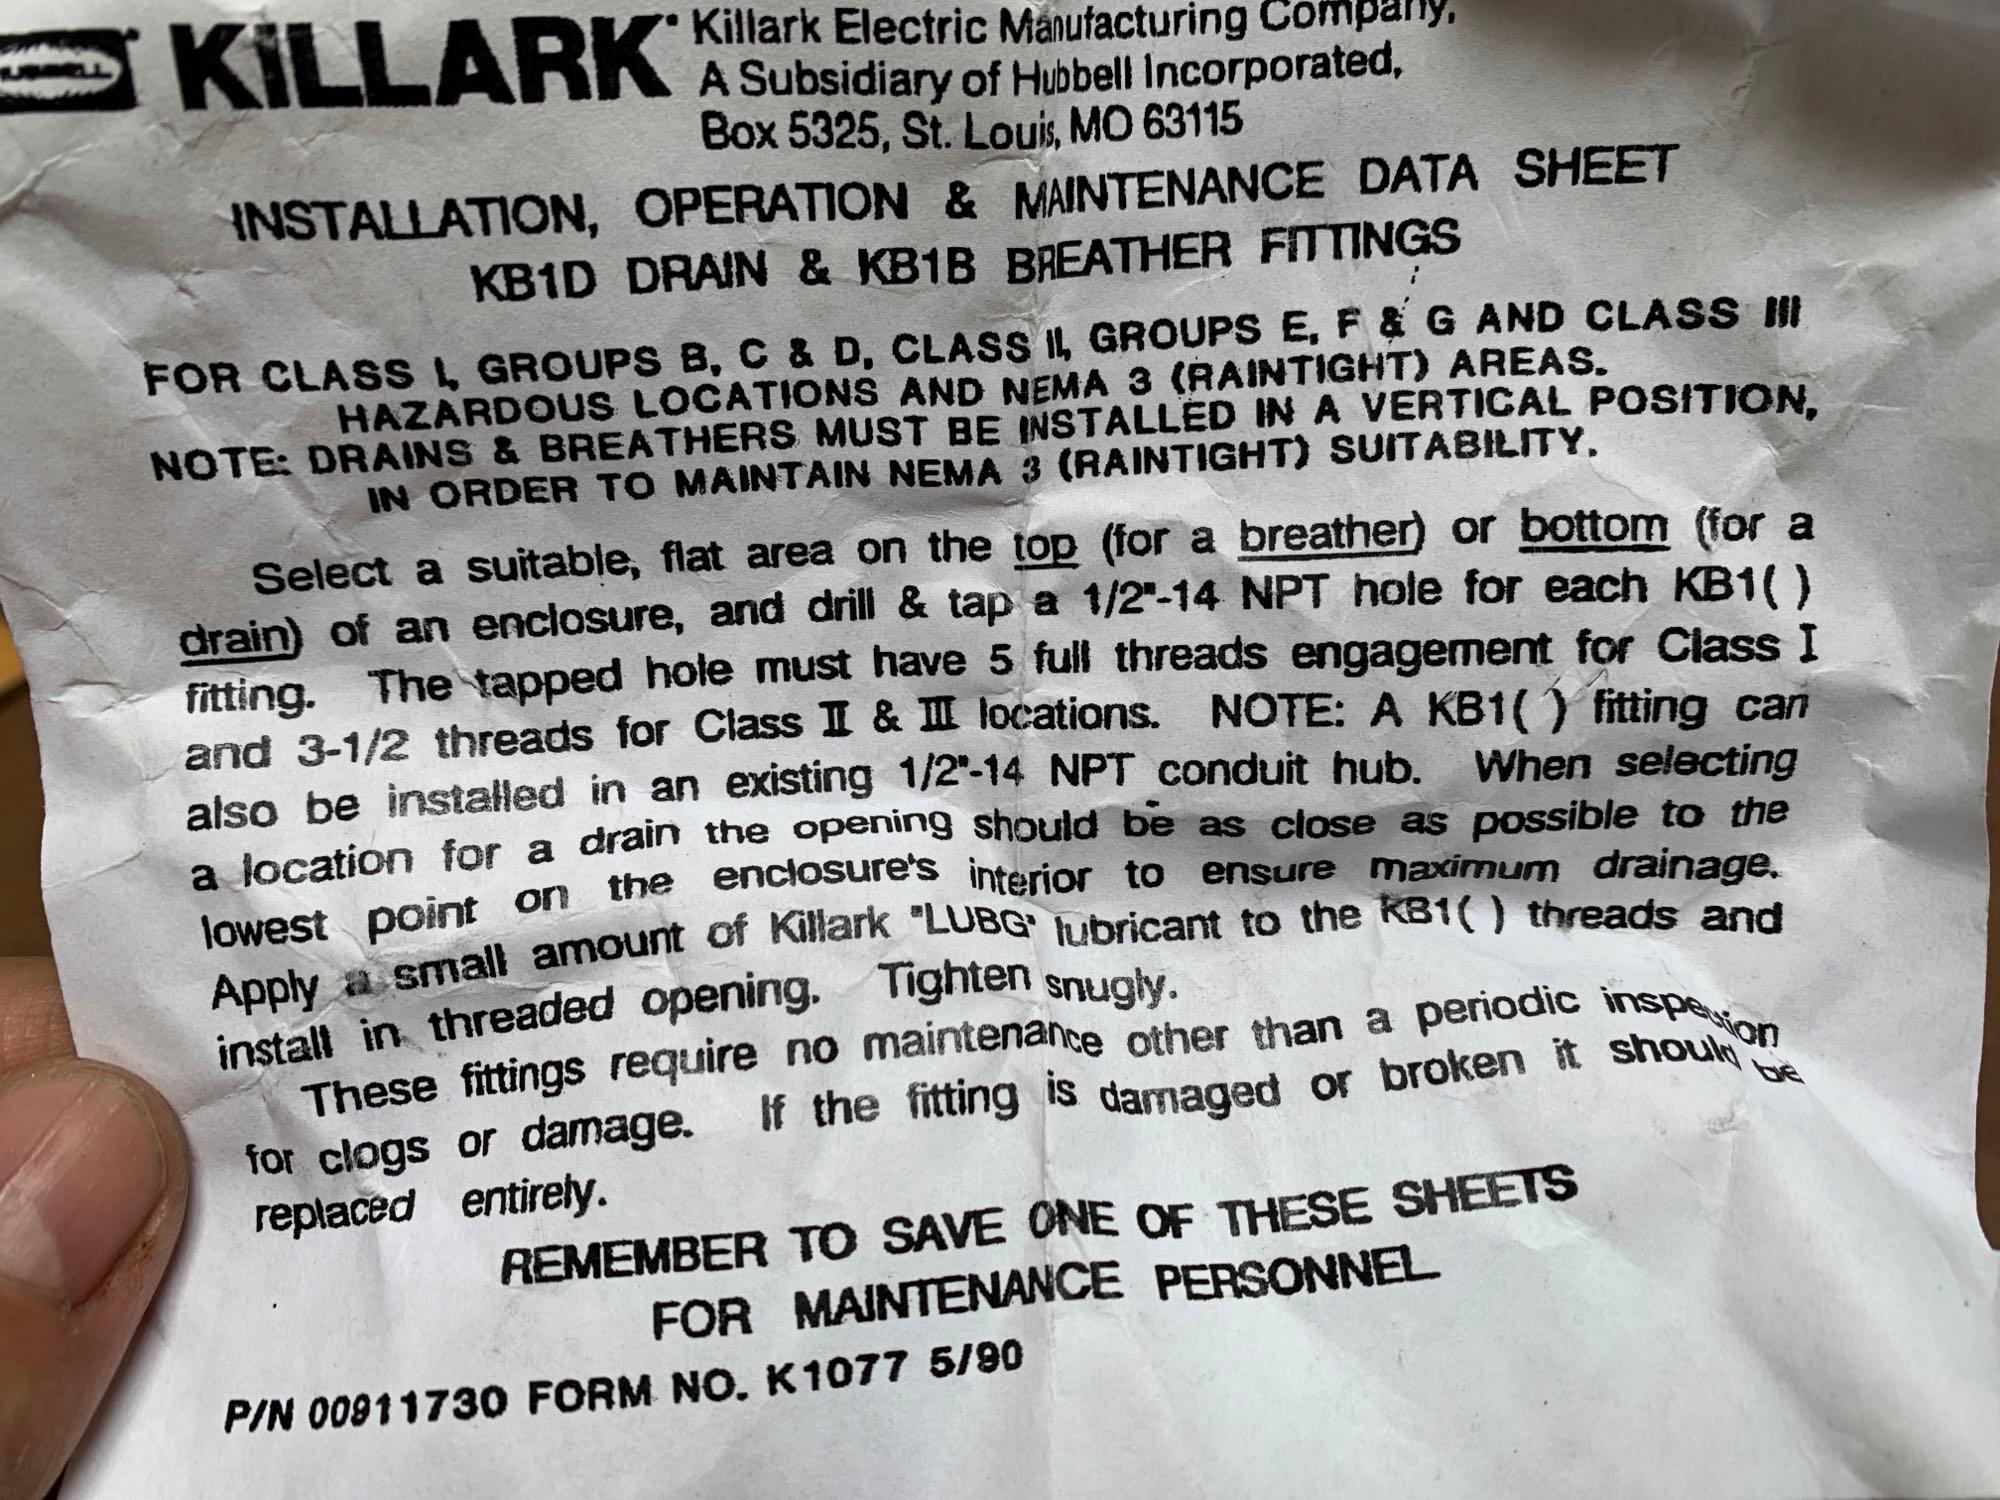 HUBBELL
KILLARK
Killark Electric Manufacturing Company,
A Subsidiary of Hubbell Incorporated,
Box 5325, St. Louis, MO 63115
INSTALLATION, OPERATION & MAINTENANCE DATA SHEET
KB1D DRAIN & KB1B BREATHER FITTINGS
FOR CLASS I, GROUPS B, C & D, CLASS II, GROUPS E, F & G AND CLASS III
HAZARDOUS LOCATIONS AND NEMA 3 (RAINTIGHT) AREAS.
NOTE: DRAINS & BREATHERS MUST BE INSTALLED IN A VERTICAL POSITION,
IN ORDER TO MAINTAIN NEMA 3 (RAINTIGHT) SUITABILITY.
Select a suitable, flat area on the top (for a breather) or bottom (for a
drain) of an enclosure, and drill & tap a 1/2"-14 NPT hole for each KB1( )
fitting. The tapped hole must have 5 full threads engagement for Class I
and 3-1/2 threads for Class II & III locations. NOTE: A KB1( ) fitting can
also be installed in an existing 1/2"-14 NPT conduit hub. When selecting
a location for a drain the opening should be as close as possible to the
lowest point on the enclosure's interior to ensure maximum drainage.
Apply a small amount of Killark "LUBG" lubricant to the KB1( ) threads and
install in threaded opening. Tighten snugly.
These fittings require no maintenance other than a periodic inspection
for clogs or damage. If the fitting is damaged or broken it should be
replaced entirely.
REMEMBER TO SAVE ONE OF THESE SHEETS
FOR MAINTENANCE PERSONNEL
P/N 00911730 FORM NO. K1077 5/90